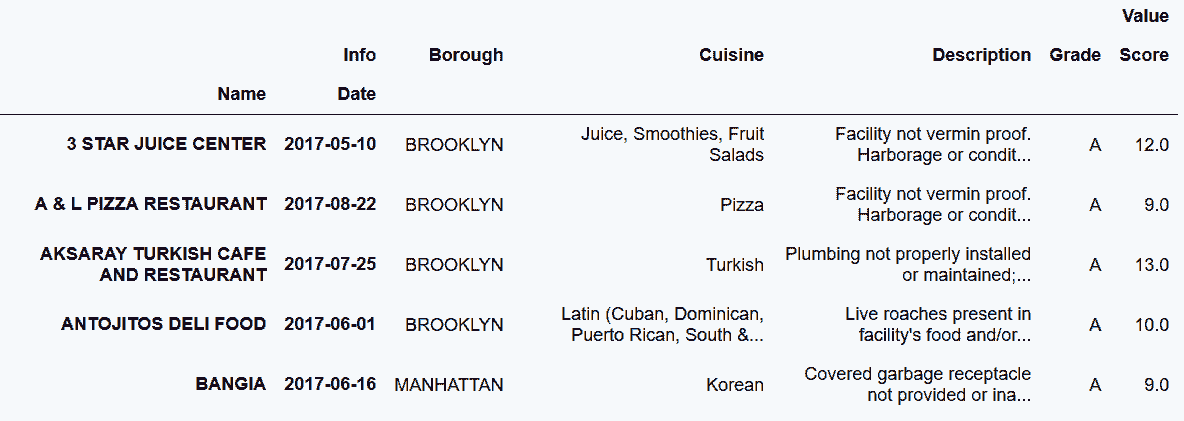 Value
Info Borough Cuisine Description Grade Score
Name Date
3 STAR JUICE CENTER 2017-05-10 BROOKLYN Juice, Smoothies, Fruit Salads Facility not vermin proof. Harborage or condit... A 12.0
A & L PIZZA RESTAURANT 2017-08-22 BROOKLYN Pizza Facility not vermin proof. Harborage or condit... A 9.0
AKSARAY TURKISH CAFE AND RESTAURANT 2017-07-25 BROOKLYN Turkish Plumbing not properly installed or maintained;... A 13.0
ANTOJITOS DELI FOOD 2017-06-01 BROOKLYN Latin (Cuban, Dominican, Puerto Rican, South &... Live roaches present in facility's food and/or... A 10.0
BANGIA 2017-06-16 MANHATTAN Korean Covered garbage receptacle not provided or ina... A 9.0